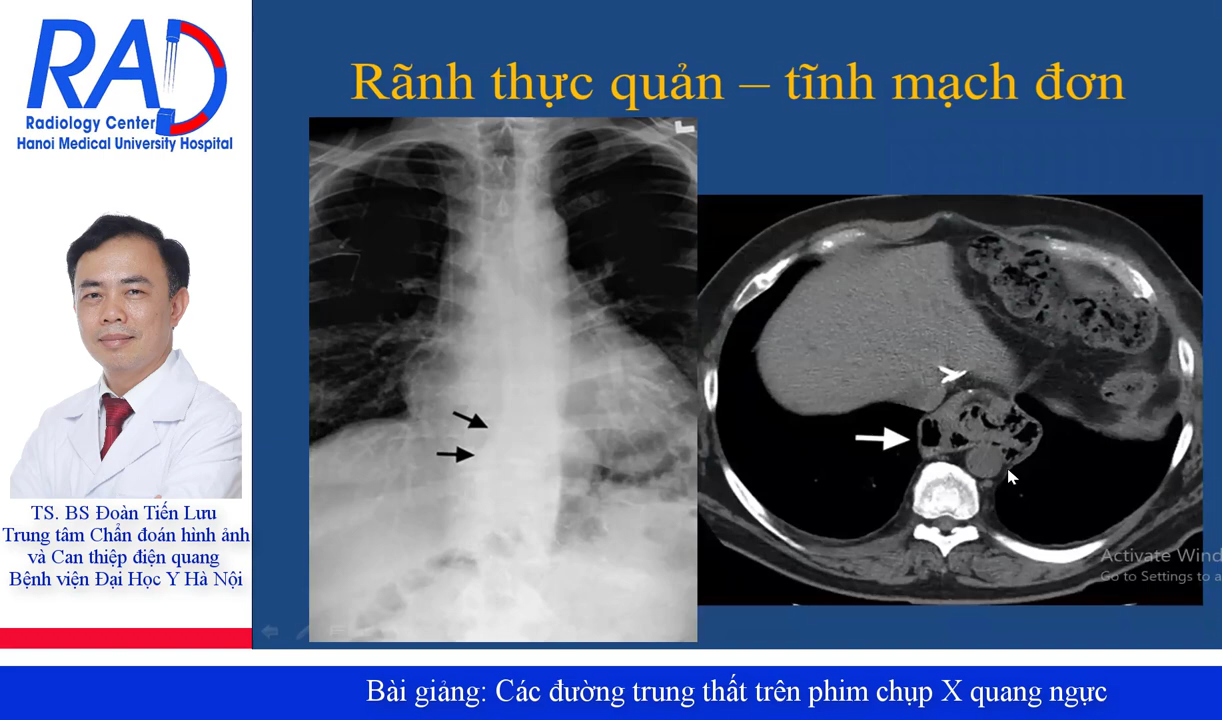 RAD
Radiology Center
Hanoi Medical University Hospital
TS. BS Đoàn Tiến Lưu
Trung tâm Chẩn đoán hình ảnh
và Can thiệp điện quang
Bệnh viện Đại Học Y Hà Nội
Rãnh thực quản – tĩnh mạch đơn
L
Activate Wind
Go to Settings to a
Bài giảng: Các đường trung thất trên phim chụp X quang ngực